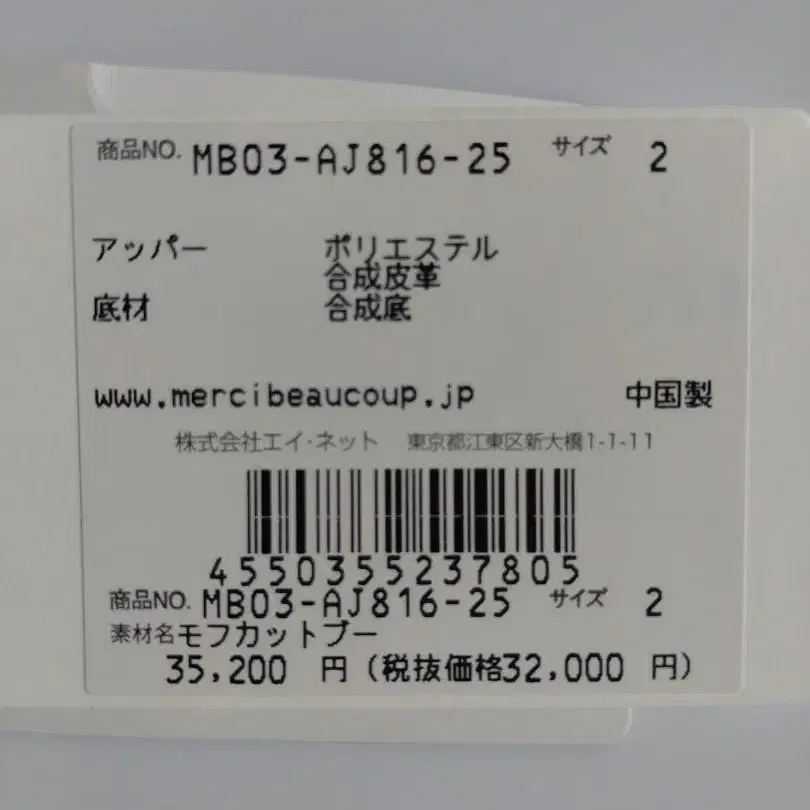 商品NO. MB03-AJ816-25 サイズ 2
アッパー ポリエステル
合成皮革
底材 合成底
www.mercibeaucoup.jp 中国製
株式会社エイ・ネット 東京都江東区新大橋1-1-11
4550355237805
商品NO. MB03-AJ816-25 サイズ 2
素材名モフカットブー
35,200 円 (税抜価格32,000 円)